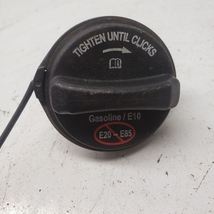 TIGHTEN UNTIL CLICKS
Gasoline / E10
E20 - E85